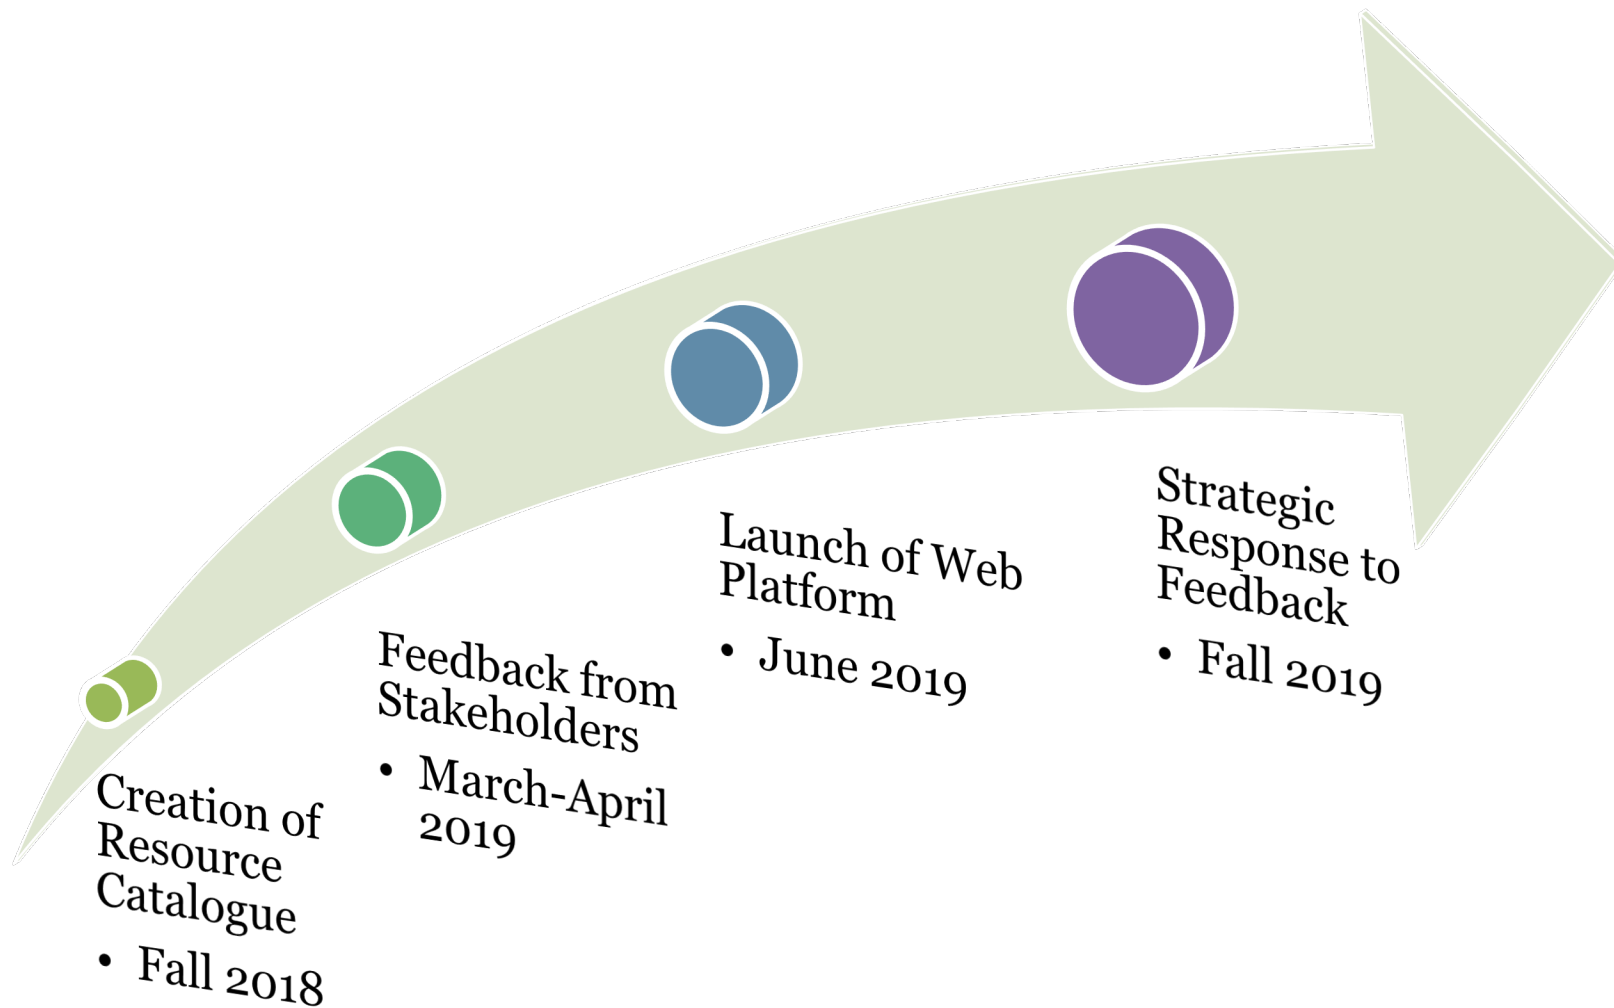 Creation of
Resource
Catalogue
• Fall 2018
Feedback from
Stakeholders
• March-April
2019
Launch of Web
Platform
• June 2019
Strategic
Response to
Feedback
• Fall 2019